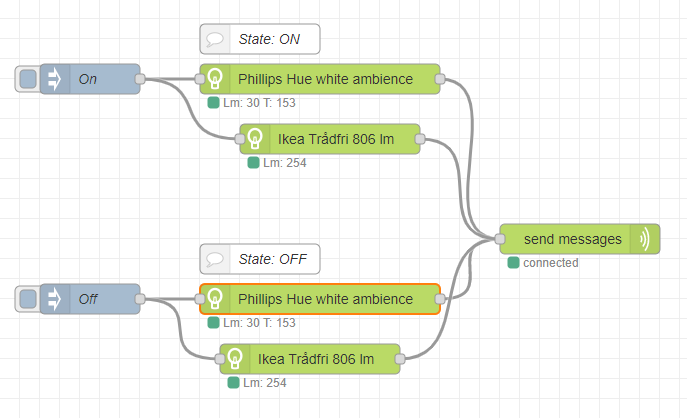 State: ON
On
Phillips Hue white ambience
Lm: 30 T: 153
Ikea Trådfri 806 lm
Lm: 254
send messages
connected
State: OFF
Off
Phillips Hue white ambience
Lm: 30 T: 153
Ikea Trådfri 806 lm
Lm: 254